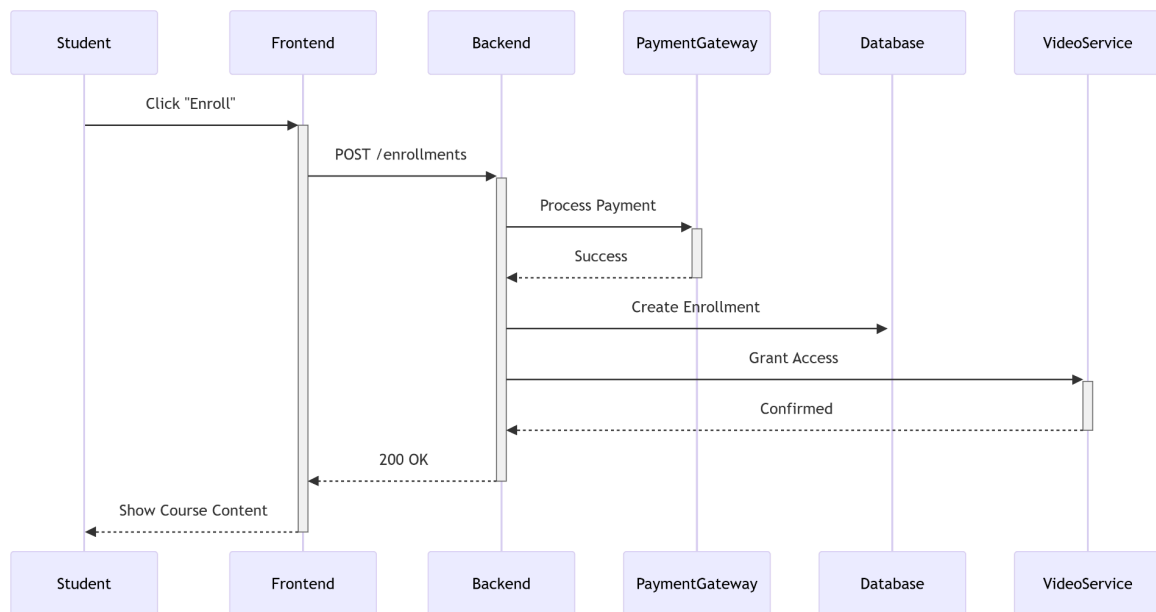 Student
Frontend
Backend
PaymentGateway
Database
VideoService
Click "Enroll"
POST /enrollments
Process Payment
Success
Create Enrollment
Grant Access
Confirmed
200 OK
Show Course Content
Student
Frontend
Backend
PaymentGateway
Database
VideoService